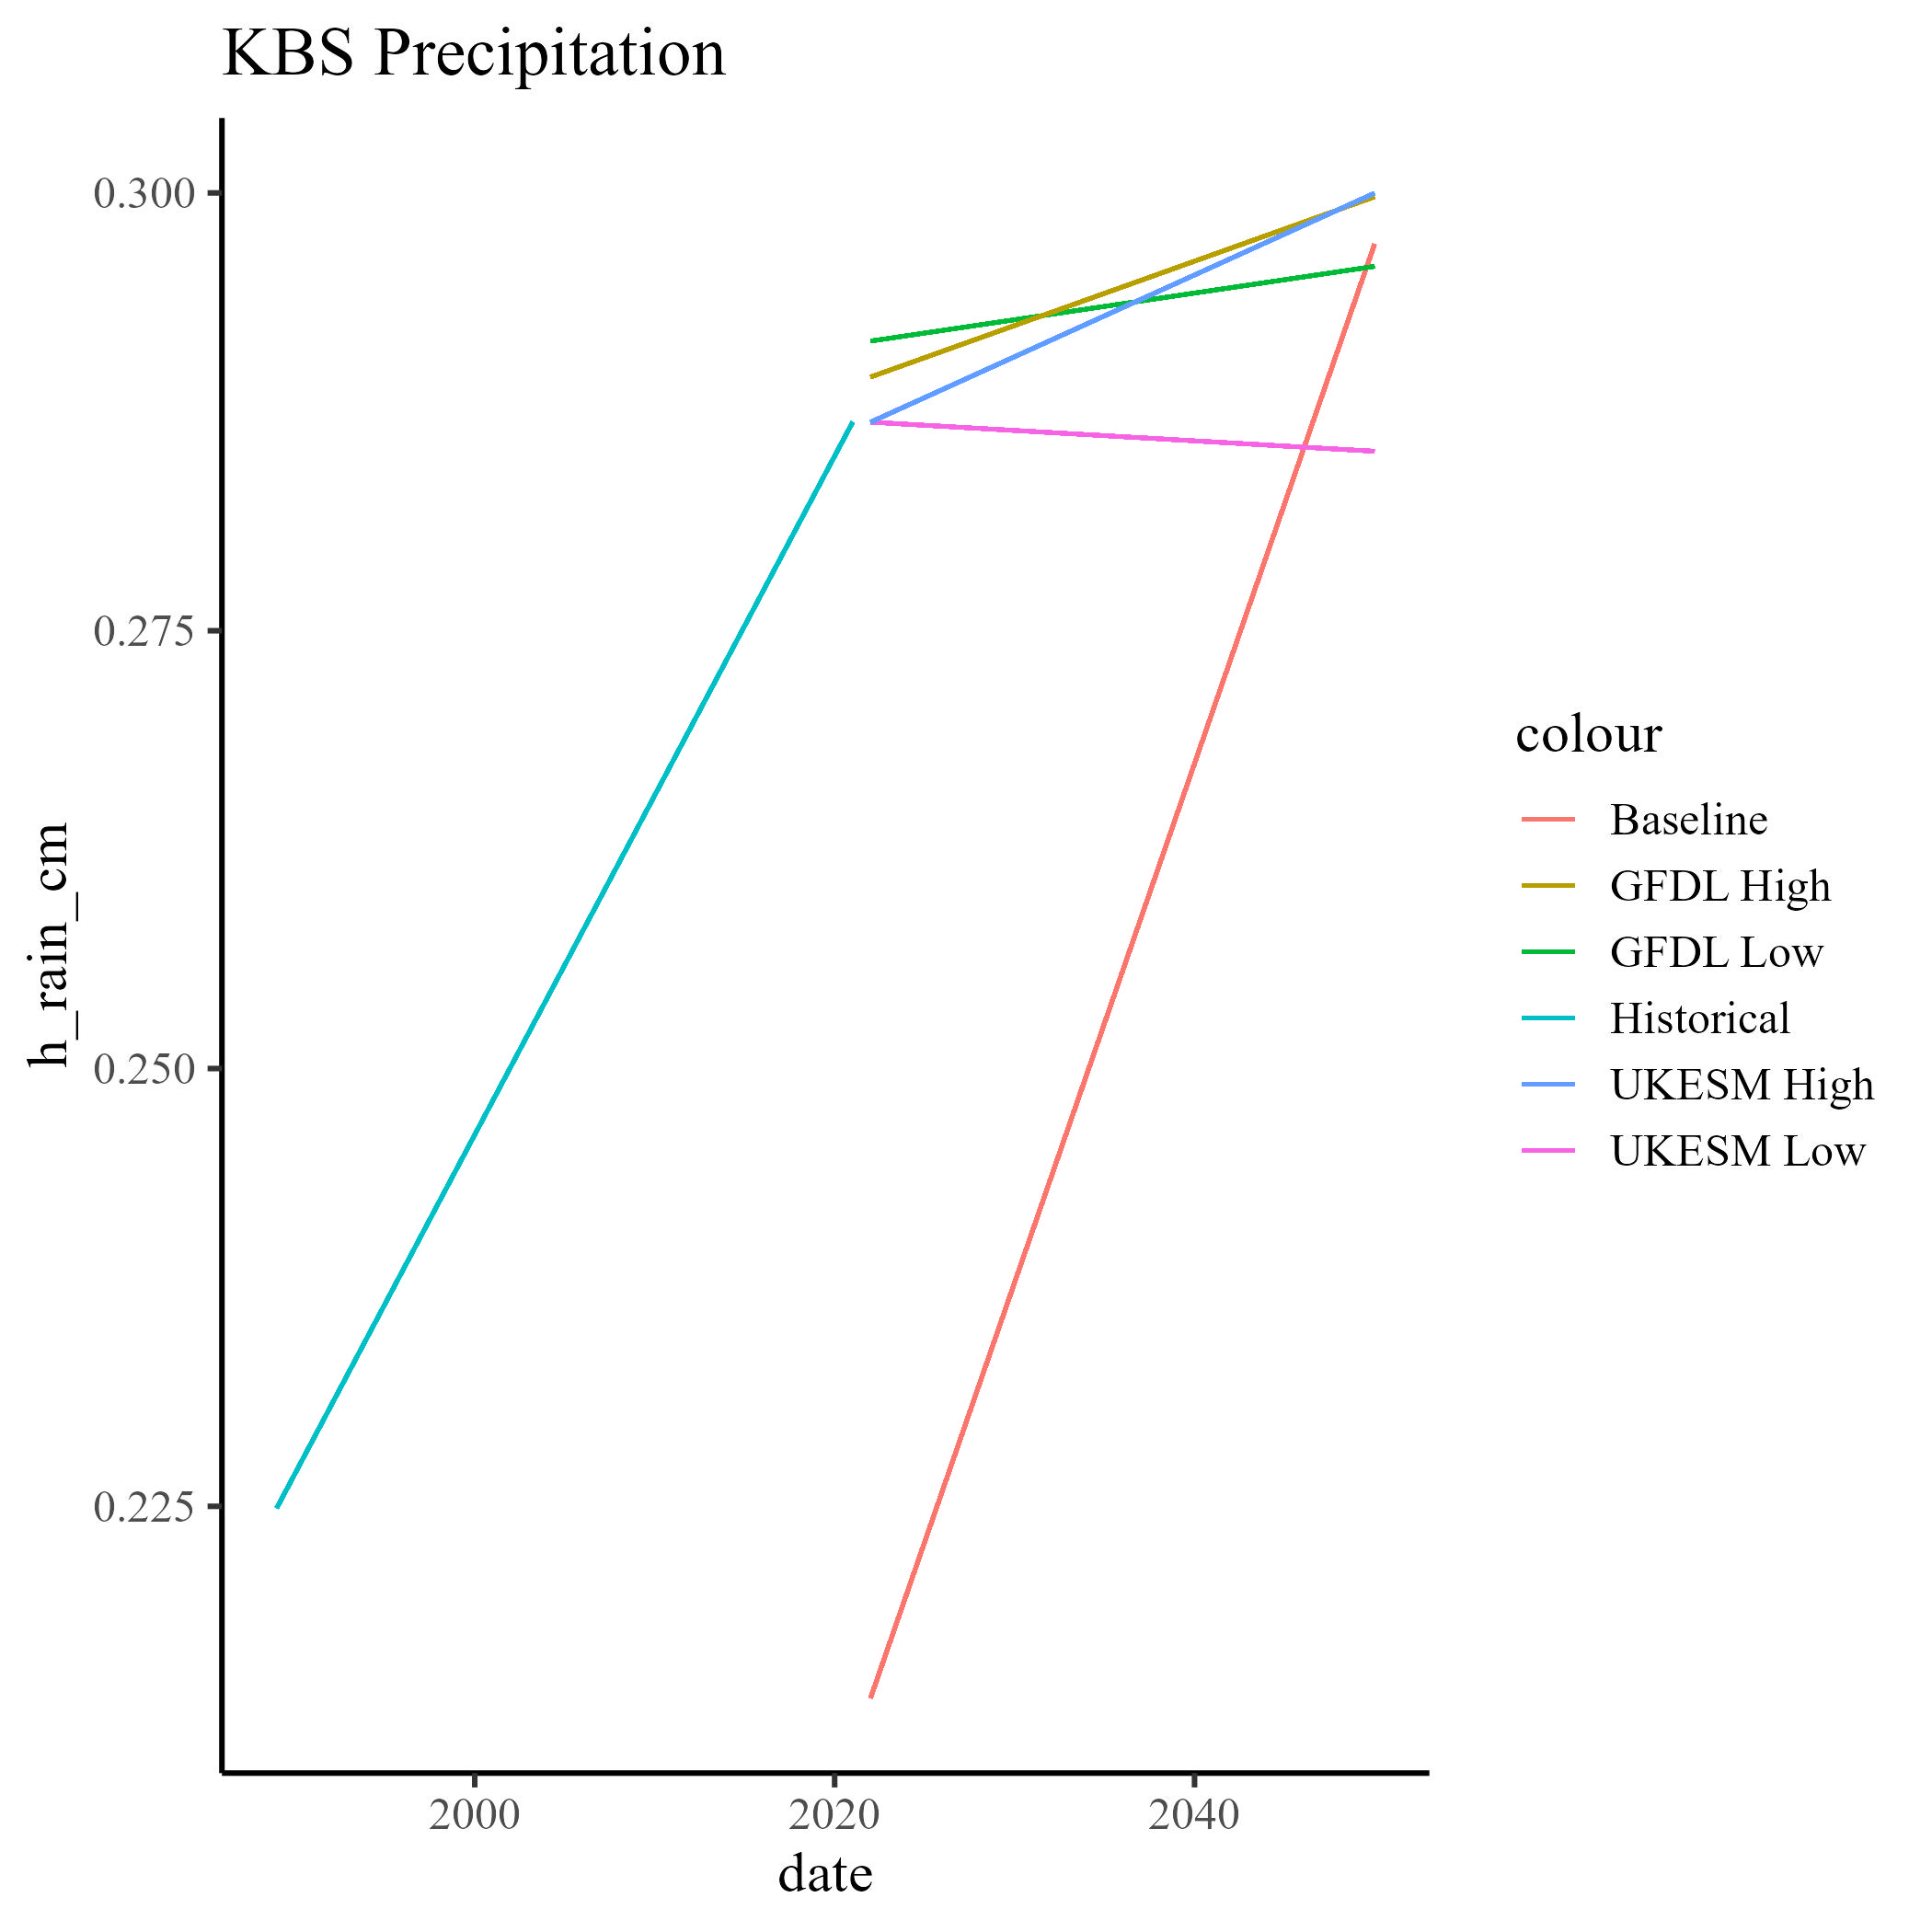 KBS Precipitation
0.300
0.275
0.250
0.225
h_rain_cm
2000
2020
2040
date
colour
Baseline
GFDL High
GFDL Low
Historical
UKESM High
UKESM Low